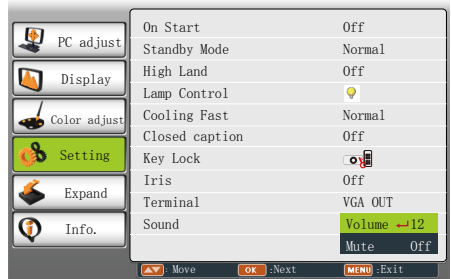 PC adjust
Display
Color adjust
Setting
Expand
Info.
On Start Off
Standby Mode Normal
High Land Off
Lamp Control
Cooling Fast Normal
Closed caption Off
Key Lock
Iris Off
Terminal VGA OUT
Sound Volume 12
Mute Off
: Move OK :Next MENU :Exit